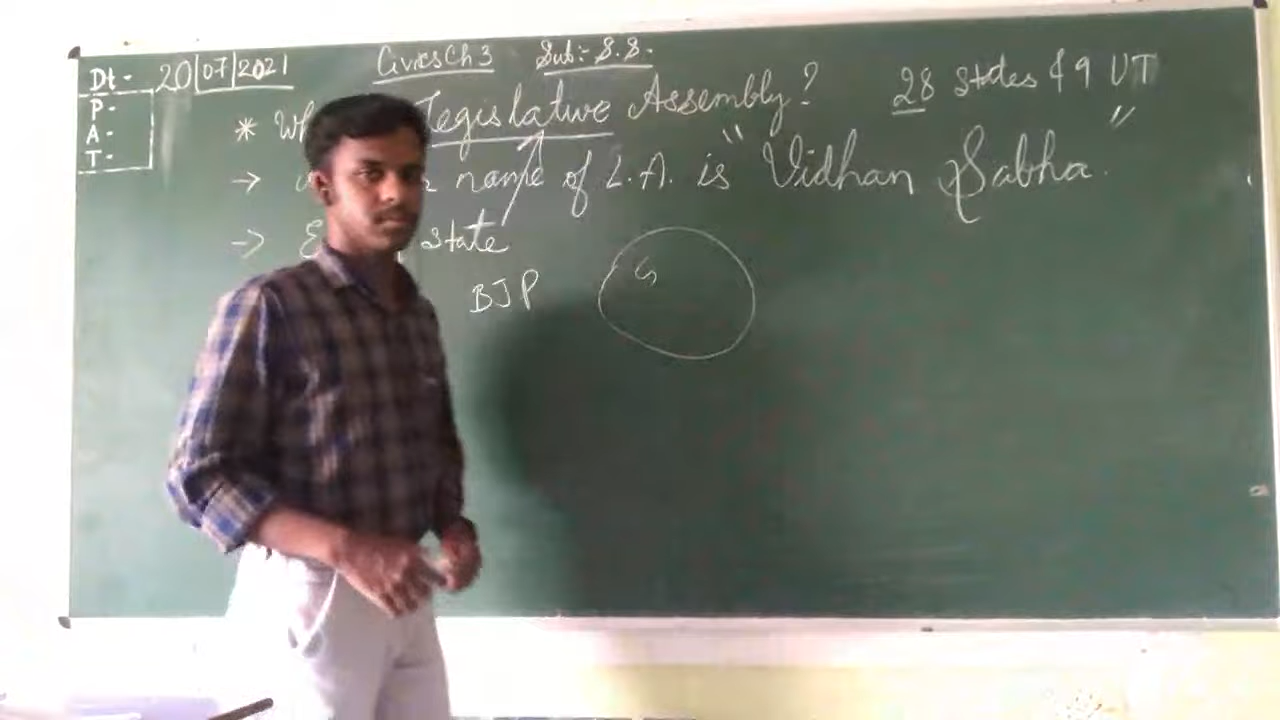 Dt - 20/07/2021 Civics Ch 3 Sub:- S.S.
P -
A -
T -
28 States & 9 UT
* Legislative Assembly?
→ name of L.A. is "Vidhan Sabha."
→ State
BJP
G